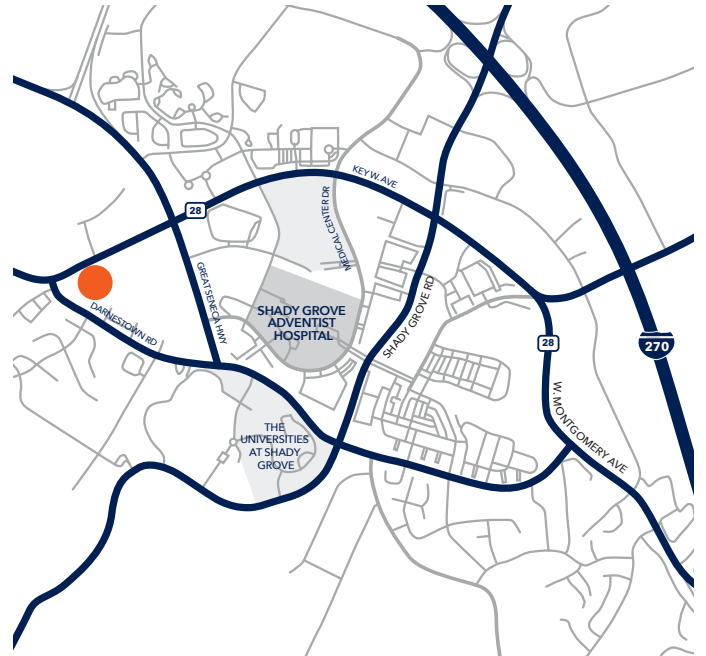 KEY W. AVE
28
MEDICAL CENTER DR
GREAT SENECA HWY
DARNESTOWN RD
SHADY GROVE
ADVENTIST
HOSPITAL
SHADY GROVE RD
28
270
W. MONTGOMERY AVE
THE
UNIVERSITIES
AT SHADY
GROVE